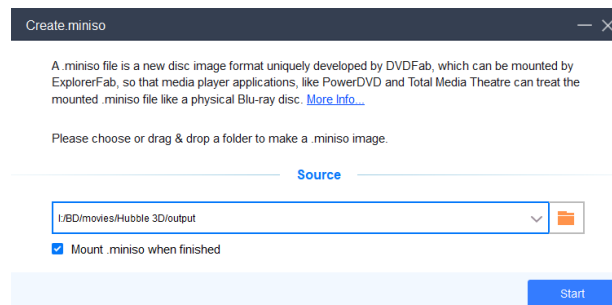 Create.miniso
A .miniso file is a new disc image format uniquely developed by DVDFab, which can be mounted by
ExplorerFab, so that media player applications, like PowerDVD and Total Media Theatre can treat the
mounted .miniso file like a physical Blu-ray disc. More Info...
Please choose or drag & drop a folder to make a .miniso image.
Source
I:/BD/movies/Hubble 3D/output
Mount .miniso when finished
Start